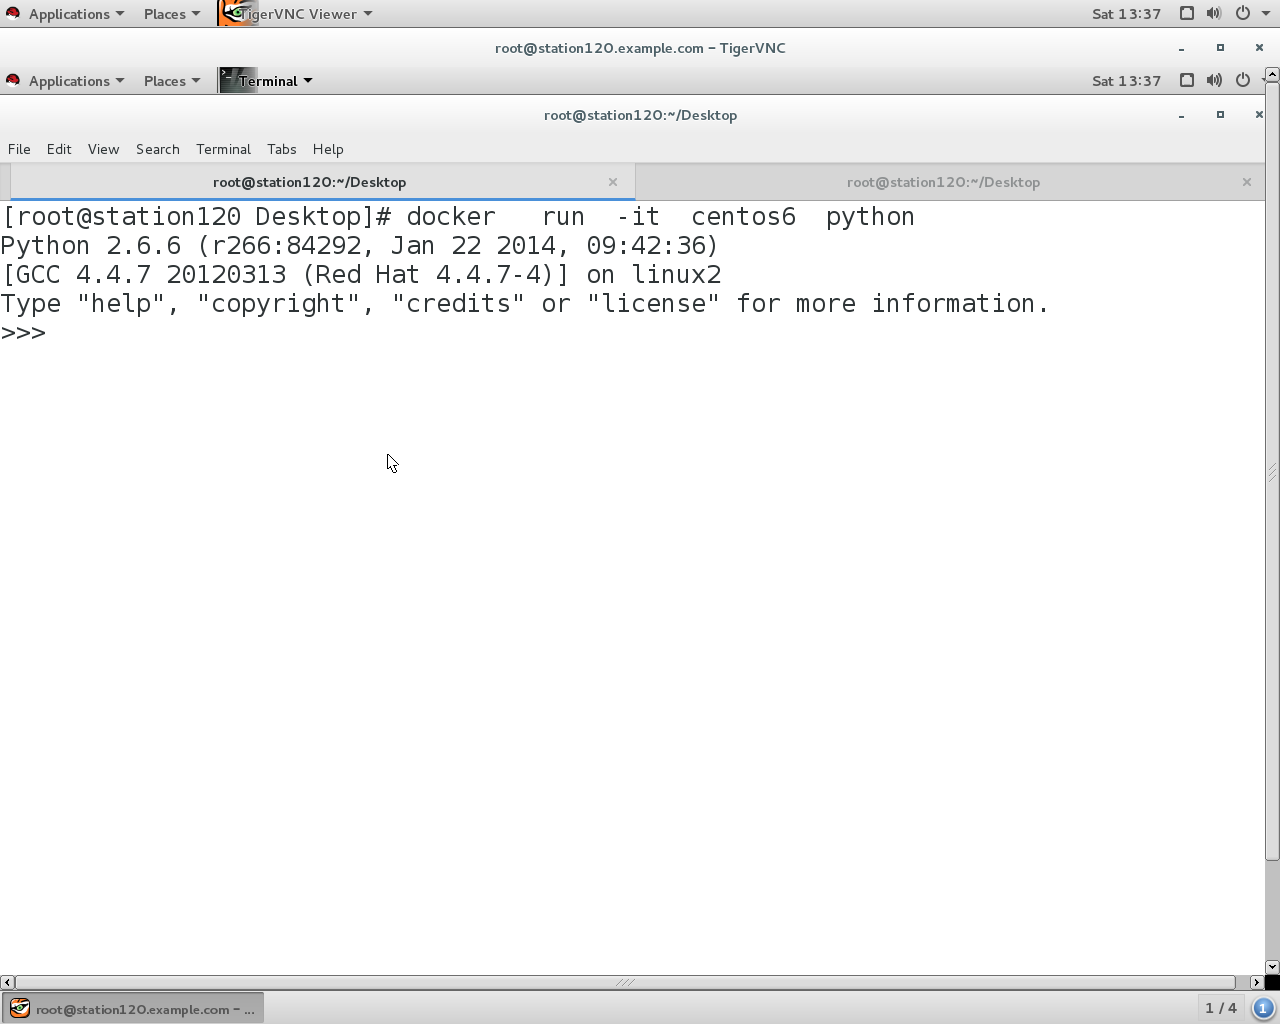 Applications Places TigerVNC Viewer Sat 13:37
root@station120.example.com – TigerVNC
Applications Places Terminal Sat 13:37
root@station120:~/Desktop
File Edit View Search Terminal Tabs Help
root@station120:~/Desktop root@station120:~/Desktop
[root@station120 Desktop]# docker   run  -it  centos6  python
Python 2.6.6 (r266:84292, Jan 22 2014, 09:42:36)
[GCC 4.4.7 20120313 (Red Hat 4.4.7-4)] on linux2
Type "help", "copyright", "credits" or "license" for more information.
>>>
root@station120.example.com – ... 1 / 4 1